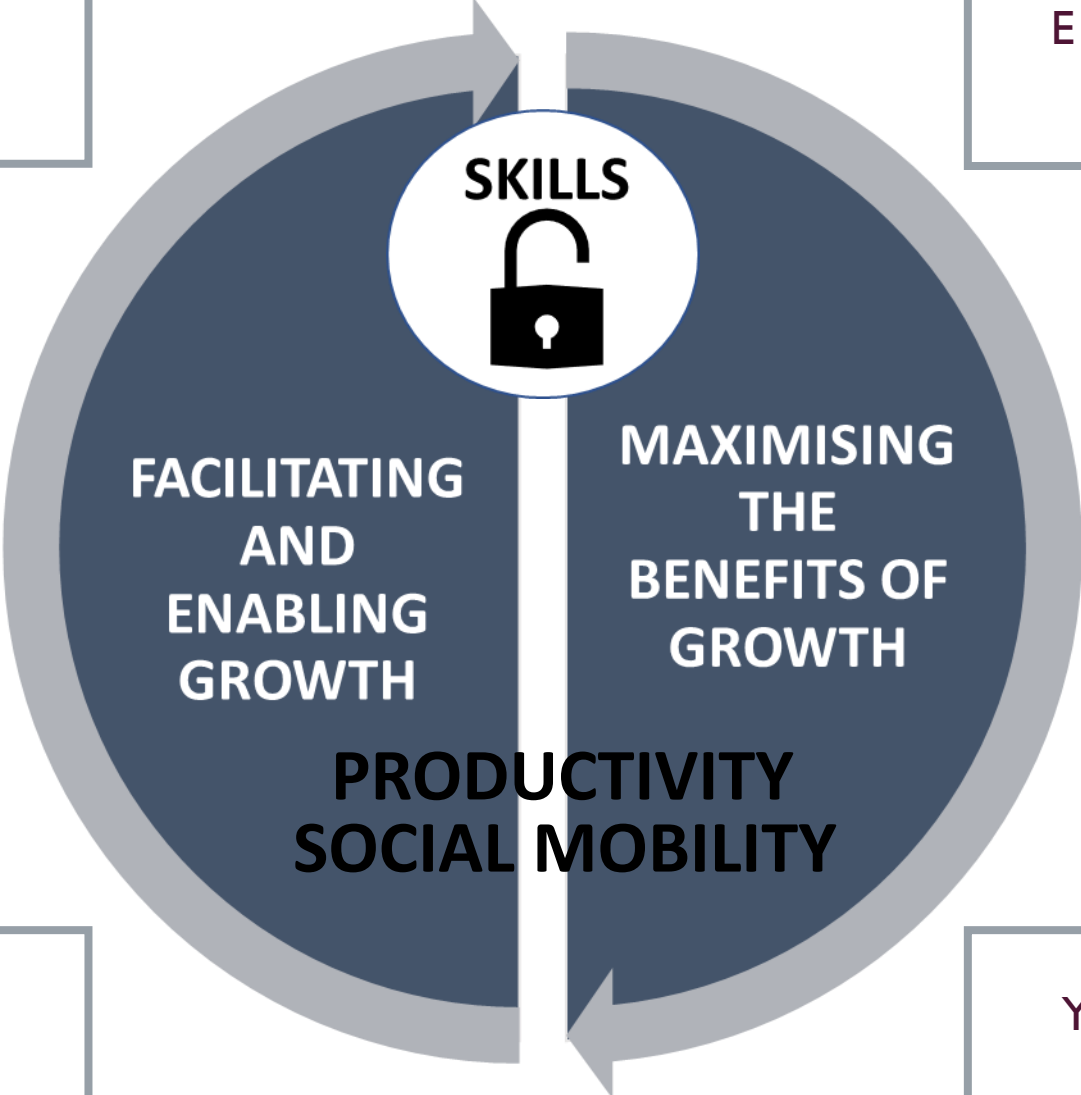 E
SKILLS
FACILITATING
AND
ENABLING
GROWTH
MAXIMISING
THE
BENEFITS OF
GROWTH
PRODUCTIVITY
SOCIAL MOBILITY
Y